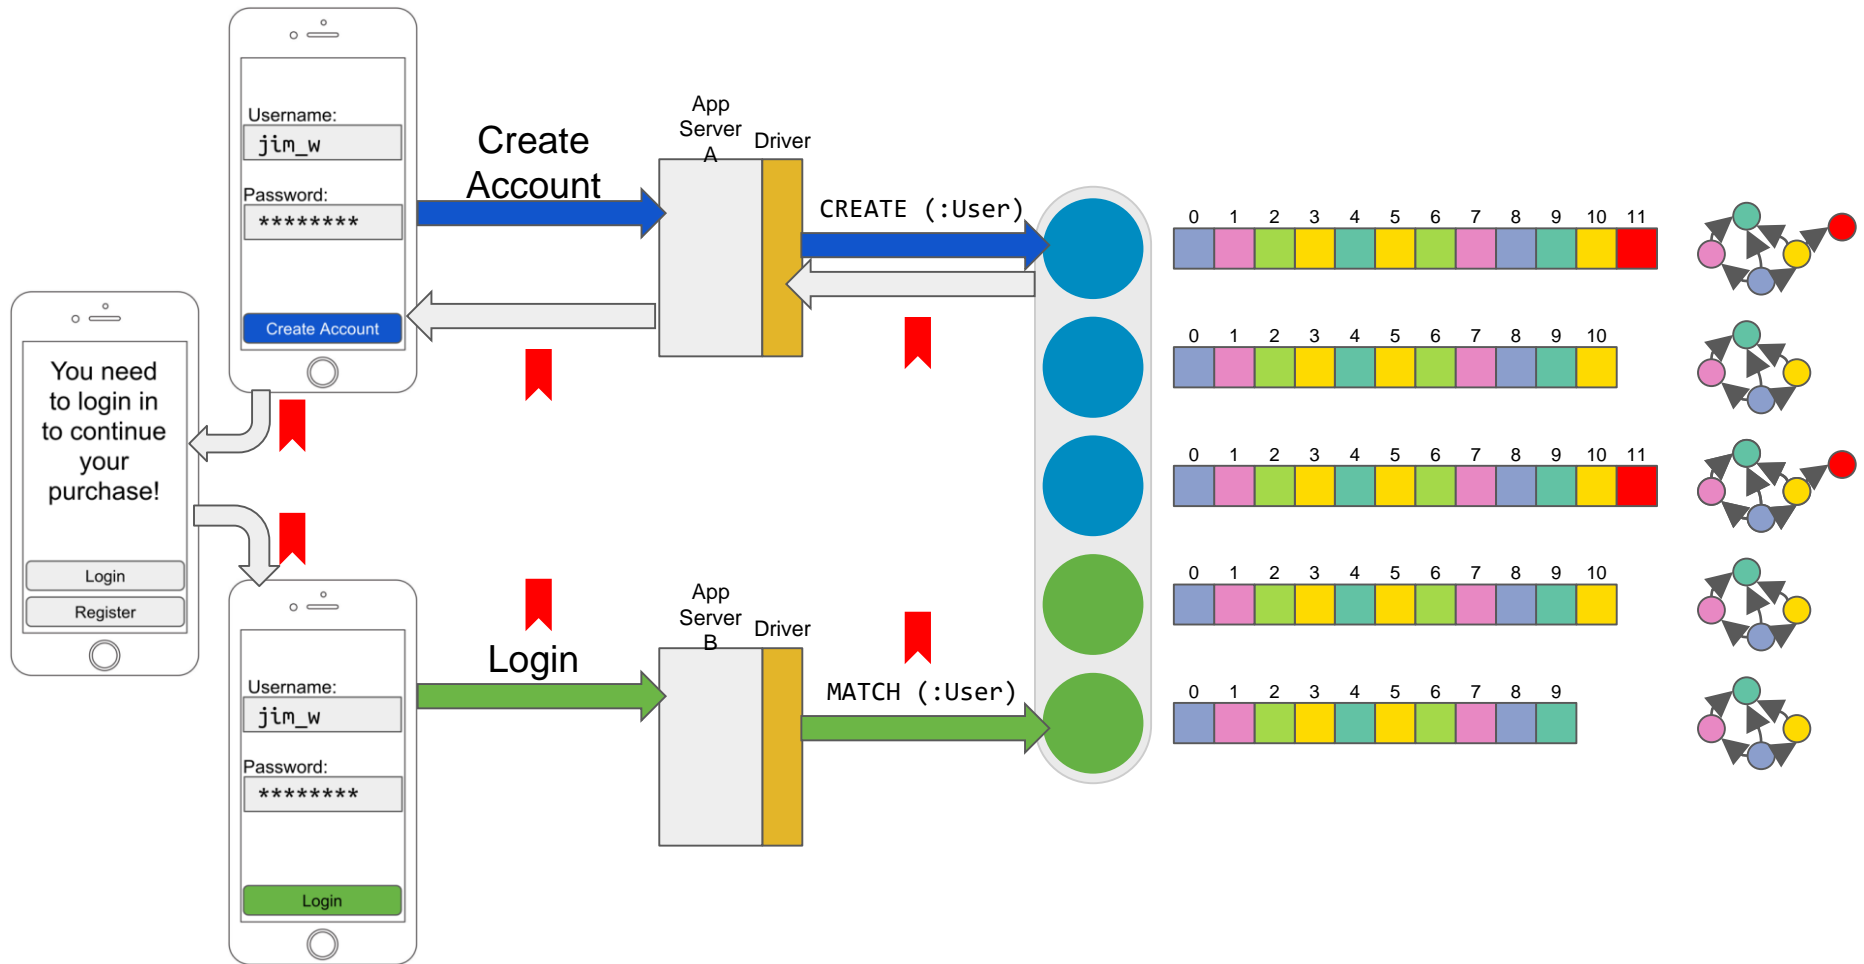 Username:
jim_w
Password:
********
Create Account
You need
to login in
to continue
your
purchase!
Login
Register
Username:
jim_w
Password:
********
Login
Create
Account
App
Server
A
Driver
CREATE (:User)
Login
App
Server
B
Driver
MATCH (:User)
0 1 2 3 4 5 6 7 8 9 10 11
0 1 2 3 4 5 6 7 8 9 10
0 1 2 3 4 5 6 7 8 9 10 11
0 1 2 3 4 5 6 7 8 9 10
0 1 2 3 4 5 6 7 8 9